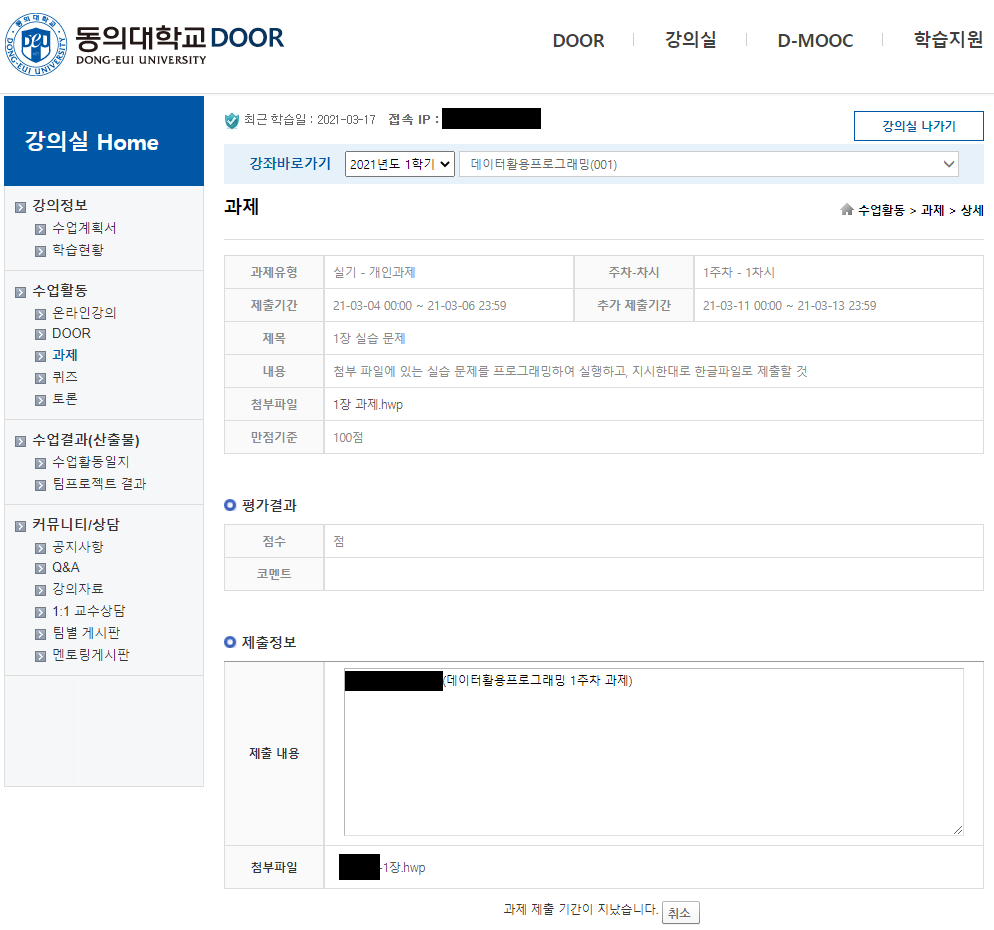 동의대학교 DOOR
DONG-EUI UNIVERSITY
DOOR
강의실
D-MOOC
학습지원
강의실 Home
강의정보
수업계획서
학습현황
수업활동
온라인강의
DOOR
과제
퀴즈
토론
수업결과(산출물)
수업활동일지
팀프로젝트 결과
커뮤니티/상담
공지사항
Q&A
강의자료
1:1 교수상담
팀별 게시판
멘토링게시판
최근 학습일 : 2021-03-17 접속 IP :
강의실 나가기
강좌바로가기 2021년도 1학기 데이터활용프로그래밍(001)
과제
수업활동 > 과제 > 상세
과제유형 실기 - 개인과제 주차-차시 1주차 - 1차시
제출기간 21-03-04 00:00 ~ 21-03-06 23:59 추가 제출기간 21-03-11 00:00 ~ 21-03-13 23:59
제목 1장 실습 문제
내용 첨부 파일에 있는 실습 문제를 프로그래밍하여 실행하고, 지시한대로 한글파일로 제출할 것
첨부파일 1장 과제.hwp
만점기준 100점
평가결과
점수 점
코멘트
제출정보
제출 내용 (데이터활용프로그래밍 1주차 과제)
첨부파일 -1장.hwp
과제 제출 기간이 지났습니다. 취소